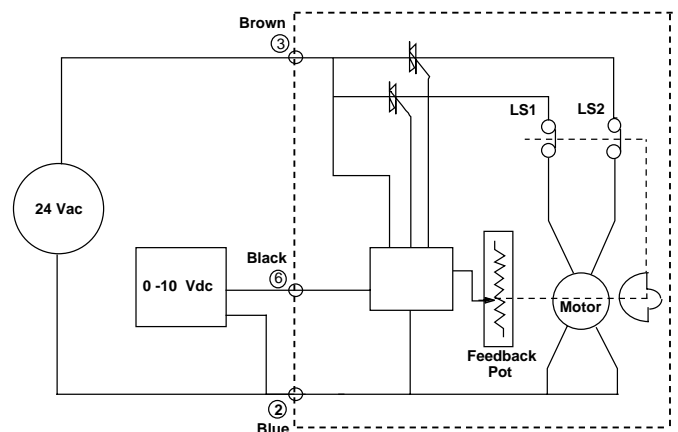 Brown
3
LS1
LS2
24 Vac
Black
6
0 -10 Vdc
Motor
Feedback
Pot
2
Blue